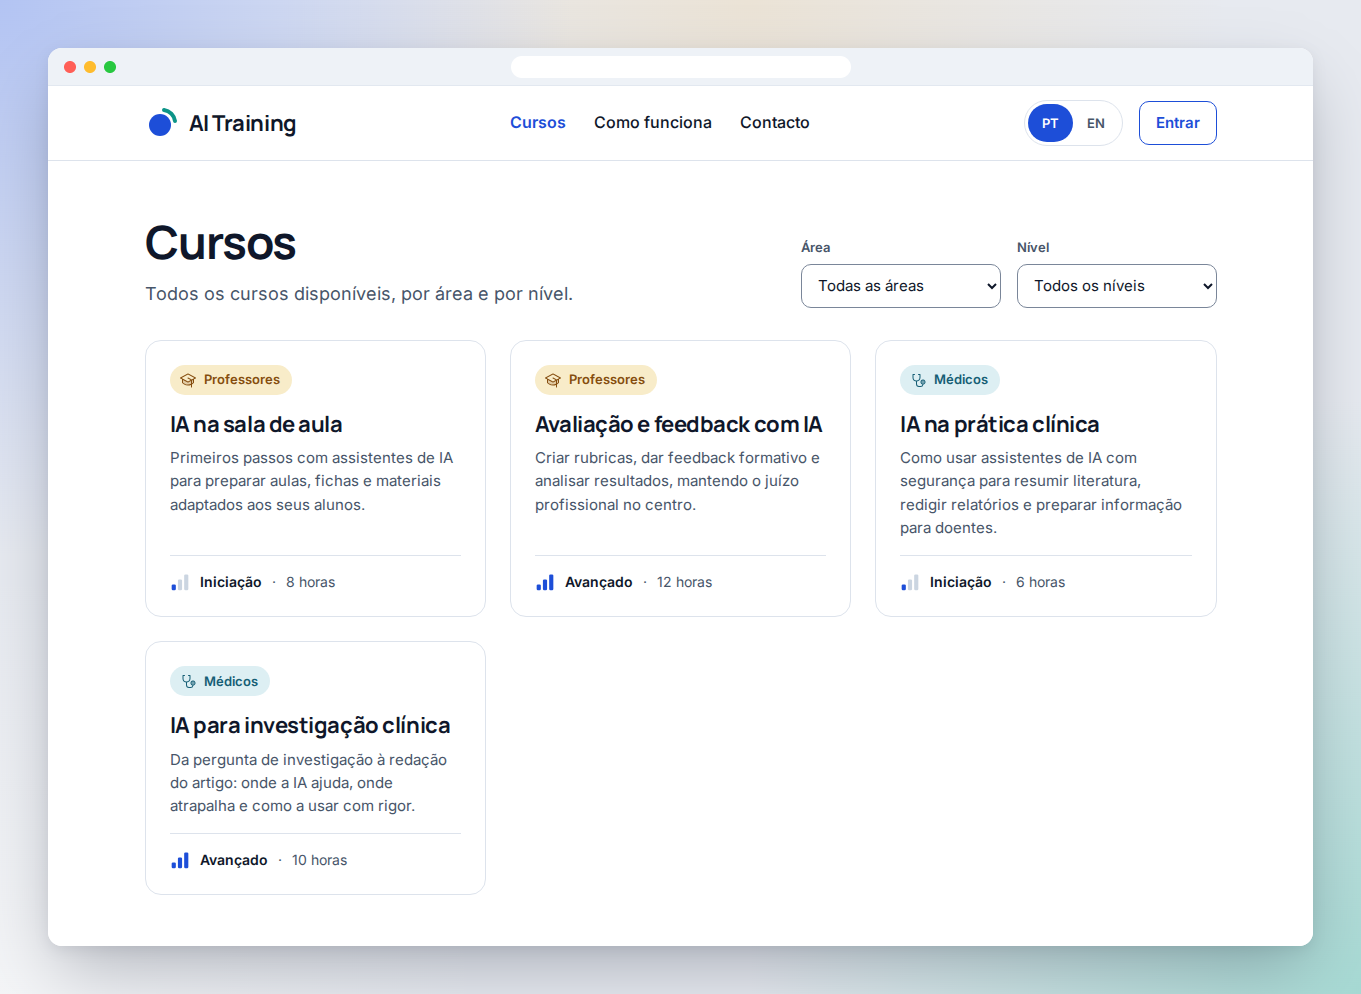 AI Training
Cursos
Como funciona
Contacto
PT
EN
Entrar
Cursos
Todos os cursos disponíveis, por área e por nível.
Área
Todas as áreas
Nível
Todos os níveis
Professores
IA na sala de aula
Primeiros passos com assistentes de IA
para preparar aulas, fichas e materiais
adaptados aos seus alunos.
Iniciação · 8 horas
Professores
Avaliação e feedback com IA
Criar rubricas, dar feedback formativo e
analisar resultados, mantendo o juízo
profissional no centro.
Avançado · 12 horas
Médicos
IA na prática clínica
Como usar assistentes de IA com
segurança para resumir literatura,
redigir relatórios e preparar informação
para doentes.
Iniciação · 6 horas
Médicos
IA para investigação clínica
Da pergunta de investigação à redação
do artigo: onde a IA ajuda, onde
atrapalha e como a usar com rigor.
Avançado · 10 horas